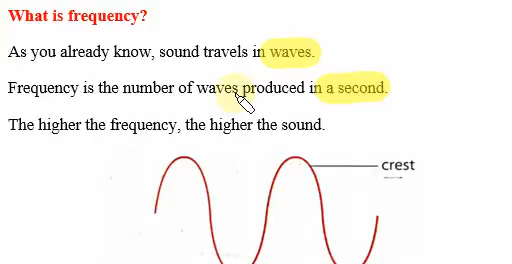 What is frequency?
As you already know, sound travels in waves.
Frequency is the number of waves produced in a second.
The higher the frequency, the higher the sound.
crest